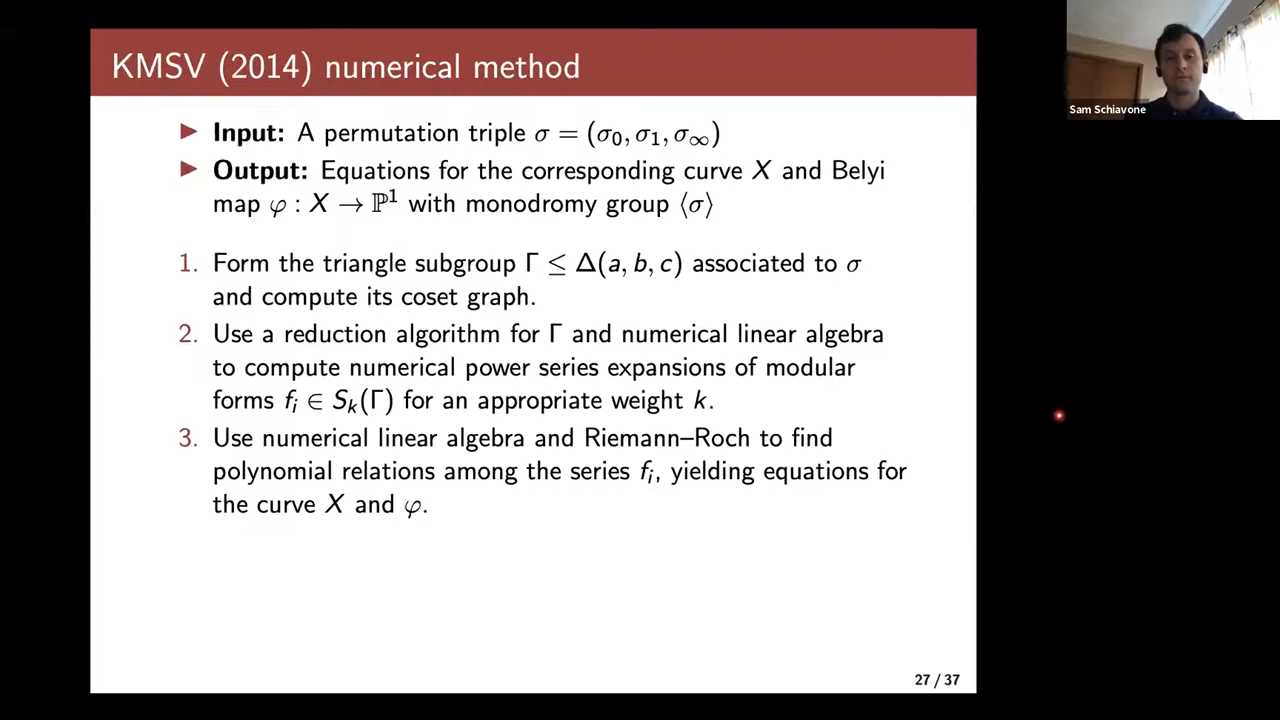 KMSV (2014) numerical method
Sam Schiavone
▶ Input: A permutation triple σ = (σ₀, σ₁, σ∞)
▶ Output: Equations for the corresponding curve X and Belyi
map φ : X → ℙ¹ with monodromy group ⟨σ⟩
1. Form the triangle subgroup Γ ≤ Δ(a, b, c) associated to σ
and compute its coset graph.
2. Use a reduction algorithm for Γ and numerical linear algebra
to compute numerical power series expansions of modular
forms fᵢ ∈ Sₖ(Γ) for an appropriate weight k.
3. Use numerical linear algebra and Riemann–Roch to find
polynomial relations among the series fᵢ, yielding equations for
the curve X and φ.
27 / 37